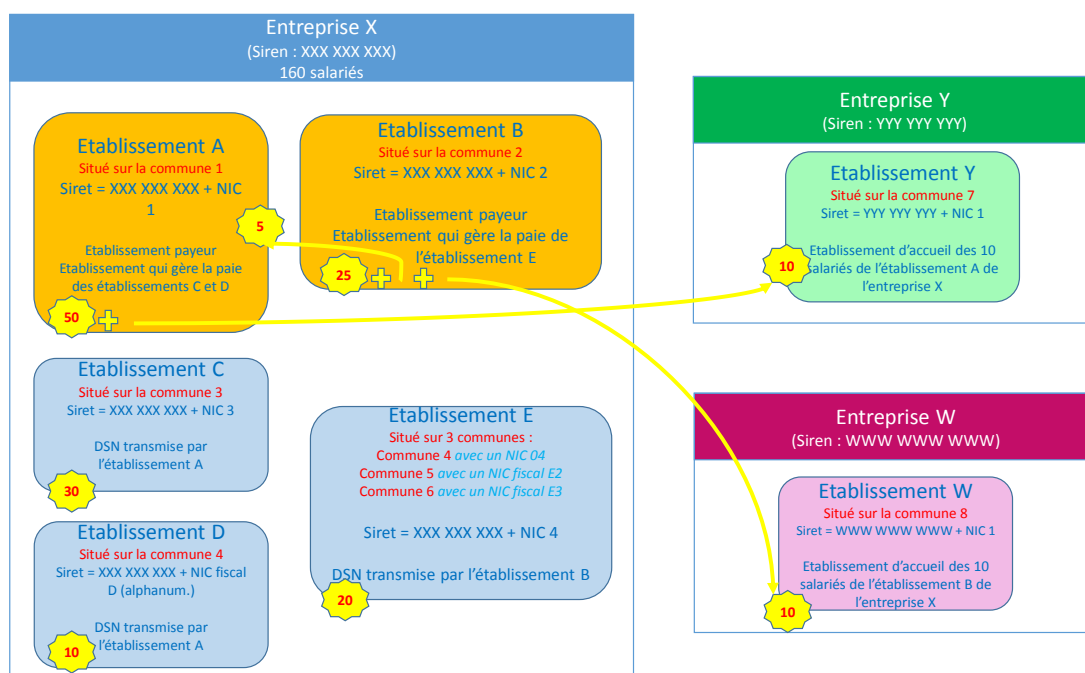 Entreprise X
(Siren : XXX XXX XXX)
160 salariés
Etablissement A
Situé sur la commune 1
Siret = XXX XXX XXX + NIC
1
Etablissement payeur
Etablissement qui gère la paie
des établissements C et D
50
5
Etablissement B
Situé sur la commune 2
Siret = XXX XXX XXX + NIC 2
Etablissement payeur
Etablissement qui gère la paie de
l’établissement E
25
Etablissement C
Situé sur la commune 3
Siret = XXX XXX XXX + NIC 3
DSN transmise par
l’établissement A
30
Etablissement D
Situé sur la commune 4
Siret = XXX XXX XXX + NIC fiscal
D (alphanum.)
DSN transmise par
l’établissement A
10
Etablissement E
Situé sur 3 communes :
Commune 4 avec un NIC 04
Commune 5 avec un NIC fiscal E2
Commune 6 avec un NIC fiscal E3
Siret = XXX XXX XXX + NIC 4
DSN transmise par l’établissement B
20
Entreprise Y
(Siren : YYY YYY YYY)
Etablissement Y
Situé sur la commune 7
Siret = YYY YYY YYY + NIC 1
Etablissement d’accueil des 10
salariés de l’établissement A de
l’entreprise X
10
Entreprise W
(Siren : WWW WWW WWW)
Etablissement W
Situé sur la commune 8
Siret = WWW WWW WWW + NIC 1
Etablissement d’accueil des 10
salariés de l’établissement B de
l’entreprise X
10